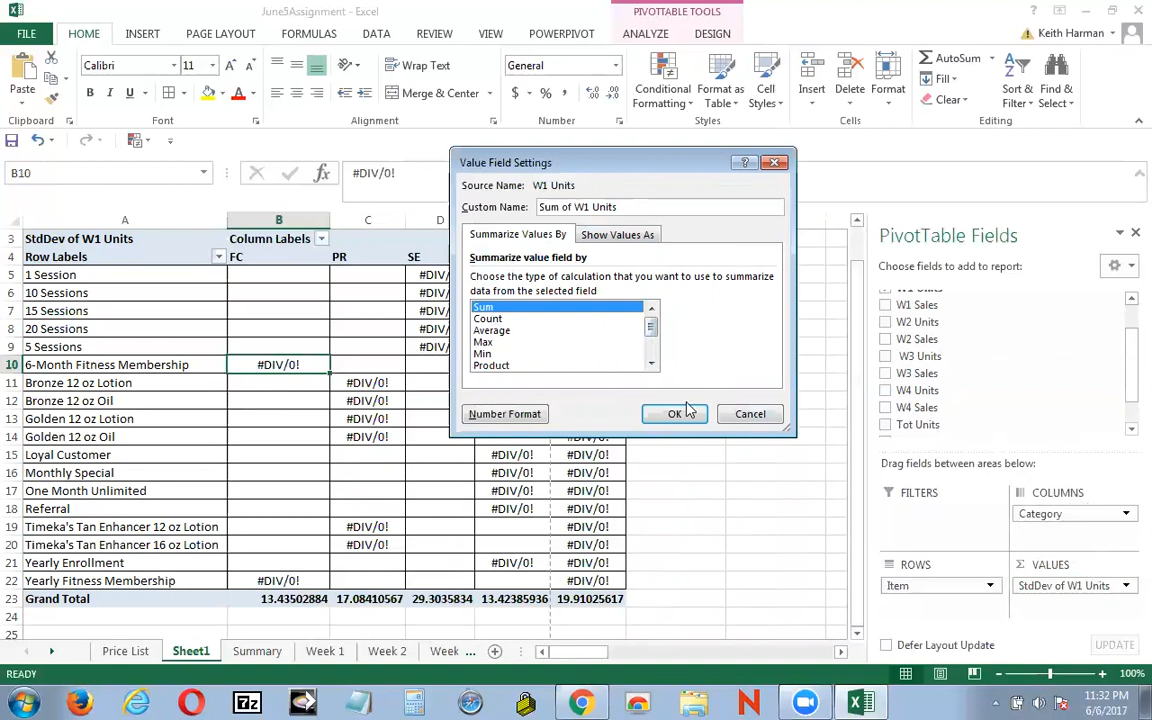 June5Assignment - Excel
PIVOTTABLE TOOLS
?
FILE HOME INSERT PAGE LAYOUT FORMULAS DATA REVIEW VIEW POWERPIVOT ANALYZE DESIGN Keith Harman
Paste
Calibri 11
B I U
Wrap Text
Merge & Center
General
$ % ,
Conditional Formatting
Format as Table
Cell Styles
Insert Delete Format
AutoSum
Fill
Clear
Sort & Filter
Find & Select
Clipboard Font Alignment Number Styles Cells Editing
B10 fx #DIV/0!
A B C D
3 StdDev of W1 Units Column Labels
4 Row Labels FC PR SE
5 1 Session #DIV/
6 10 Sessions #DIV/
7 15 Sessions #DIV/
8 20 Sessions #DIV/
9 5 Sessions #DIV/
10 6-Month Fitness Membership #DIV/0!
11 Bronze 12 oz Lotion #DIV/0!
12 Bronze 12 oz Oil #DIV/0!
13 Golden 12 oz Lotion #DIV/0!
14 Golden 12 oz Oil #DIV/0! #DIV/0!
15 Loyal Customer #DIV/0! #DIV/0!
16 Monthly Special #DIV/0! #DIV/0!
17 One Month Unlimited #DIV/0! #DIV/0!
18 Referral #DIV/0! #DIV/0!
19 Timeka's Tan Enhancer 12 oz Lotion #DIV/0! #DIV/0!
20 Timeka's Tan Enhancer 16 oz Lotion #DIV/0! #DIV/0!
21 Yearly Enrollment #DIV/0! #DIV/0!
22 Yearly Fitness Membership #DIV/0! #DIV/0!
23 Grand Total 13.43502884 17.08410567 29.3035834 13.42385936 19.91025617
24
25
Value Field Settings
?
Source Name: W1 Units
Custom Name: Sum of W1 Units
Summarize Values By Show Values As
Summarize value field by
Choose the type of calculation that you want to use to summarize
data from the selected field
Sum
Count
Average
Max
Min
Product
Number Format OK Cancel
PivotTable Fields
Choose fields to add to report:
W1 Units
W1 Sales
W2 Units
W2 Sales
W3 Units
W3 Sales
W4 Units
W4 Sales
Tot Units
Drag fields between areas below:
FILTERS COLUMNS
Category
ROWS Σ VALUES
Item StdDev of W1 Units
Defer Layout Update UPDATE
Price List Sheet1 Summary Week 1 Week 2 Week ...
READY 100%
7z
N
11:32 PM
6/6/2017